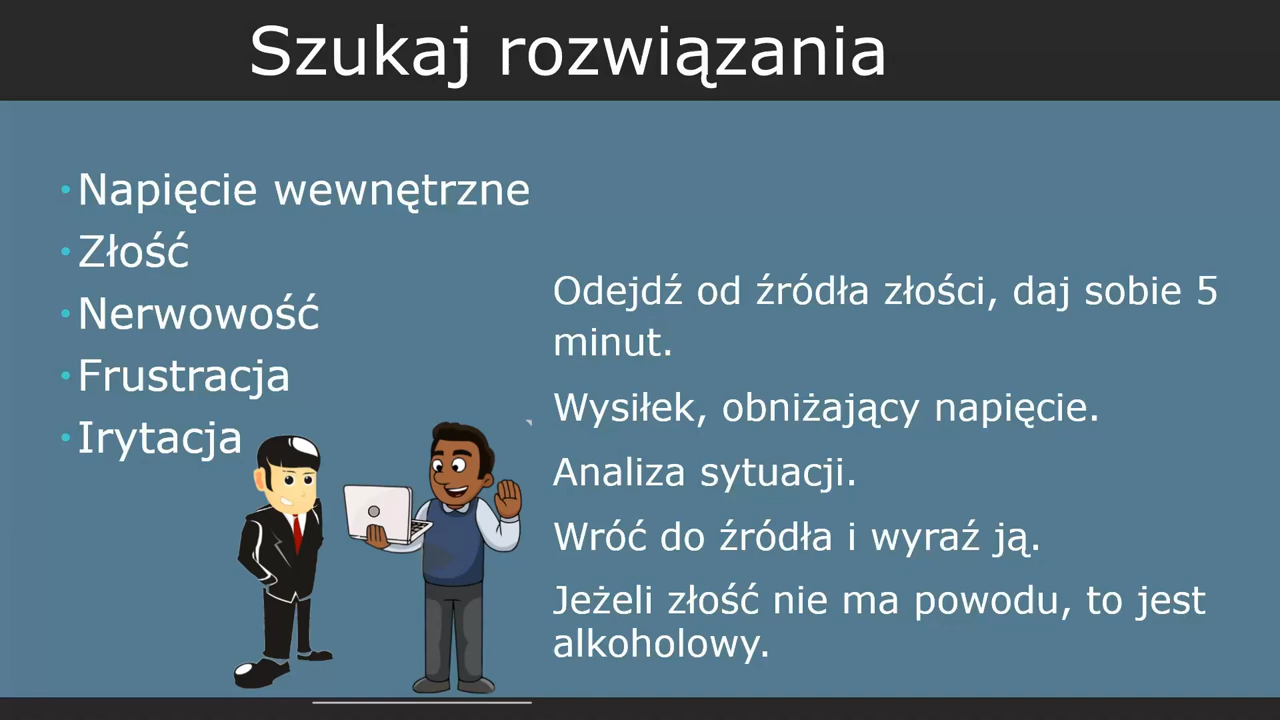 Szukaj rozwiązania
Napięcie wewnętrzne
Złość
Nerwowość
Frustracja
Irytacja
Odejdź od źródła złości, daj sobie 5
minut.
Wysiłek, obniżający napięcie.
Analiza sytuacji.
Wróć do źródła i wyraź ją.
Jeżeli złość nie ma powodu, to jest
alkoholowy.